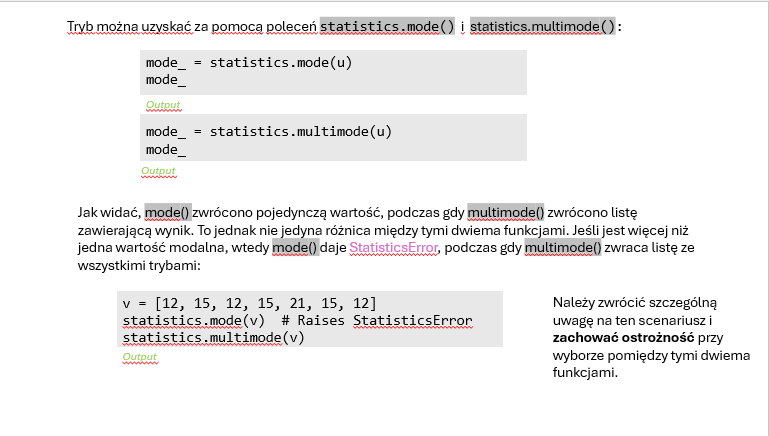 Tryb można uzyskać za pomocą poleceń statistics.mode() i statistics.multimode():
mode_ = statistics.mode(u)
mode_
Output
mode_ = statistics.multimode(u)
mode_
Output
Jak widać, mode() zwrócono pojedynczą wartość, podczas gdy multimode() zwrócono listę
zawierającą wynik. To jednak nie jedyna różnica między tymi dwiema funkcjami. Jeśli jest więcej niż
jedna wartość modalna, wtedy mode() daje StatisticsError, podczas gdy multimode() zwraca listę ze
wszystkimi trybami:
v = [12, 15, 12, 15, 21, 15, 12]
statistics.mode(v)  # Raises StatisticsError
statistics.multimode(v)
Output
Należy zwrócić szczególną
uwagę na ten scenariusz i
zachować ostrożność przy
wyborze pomiędzy tymi dwiema
funkcjami.